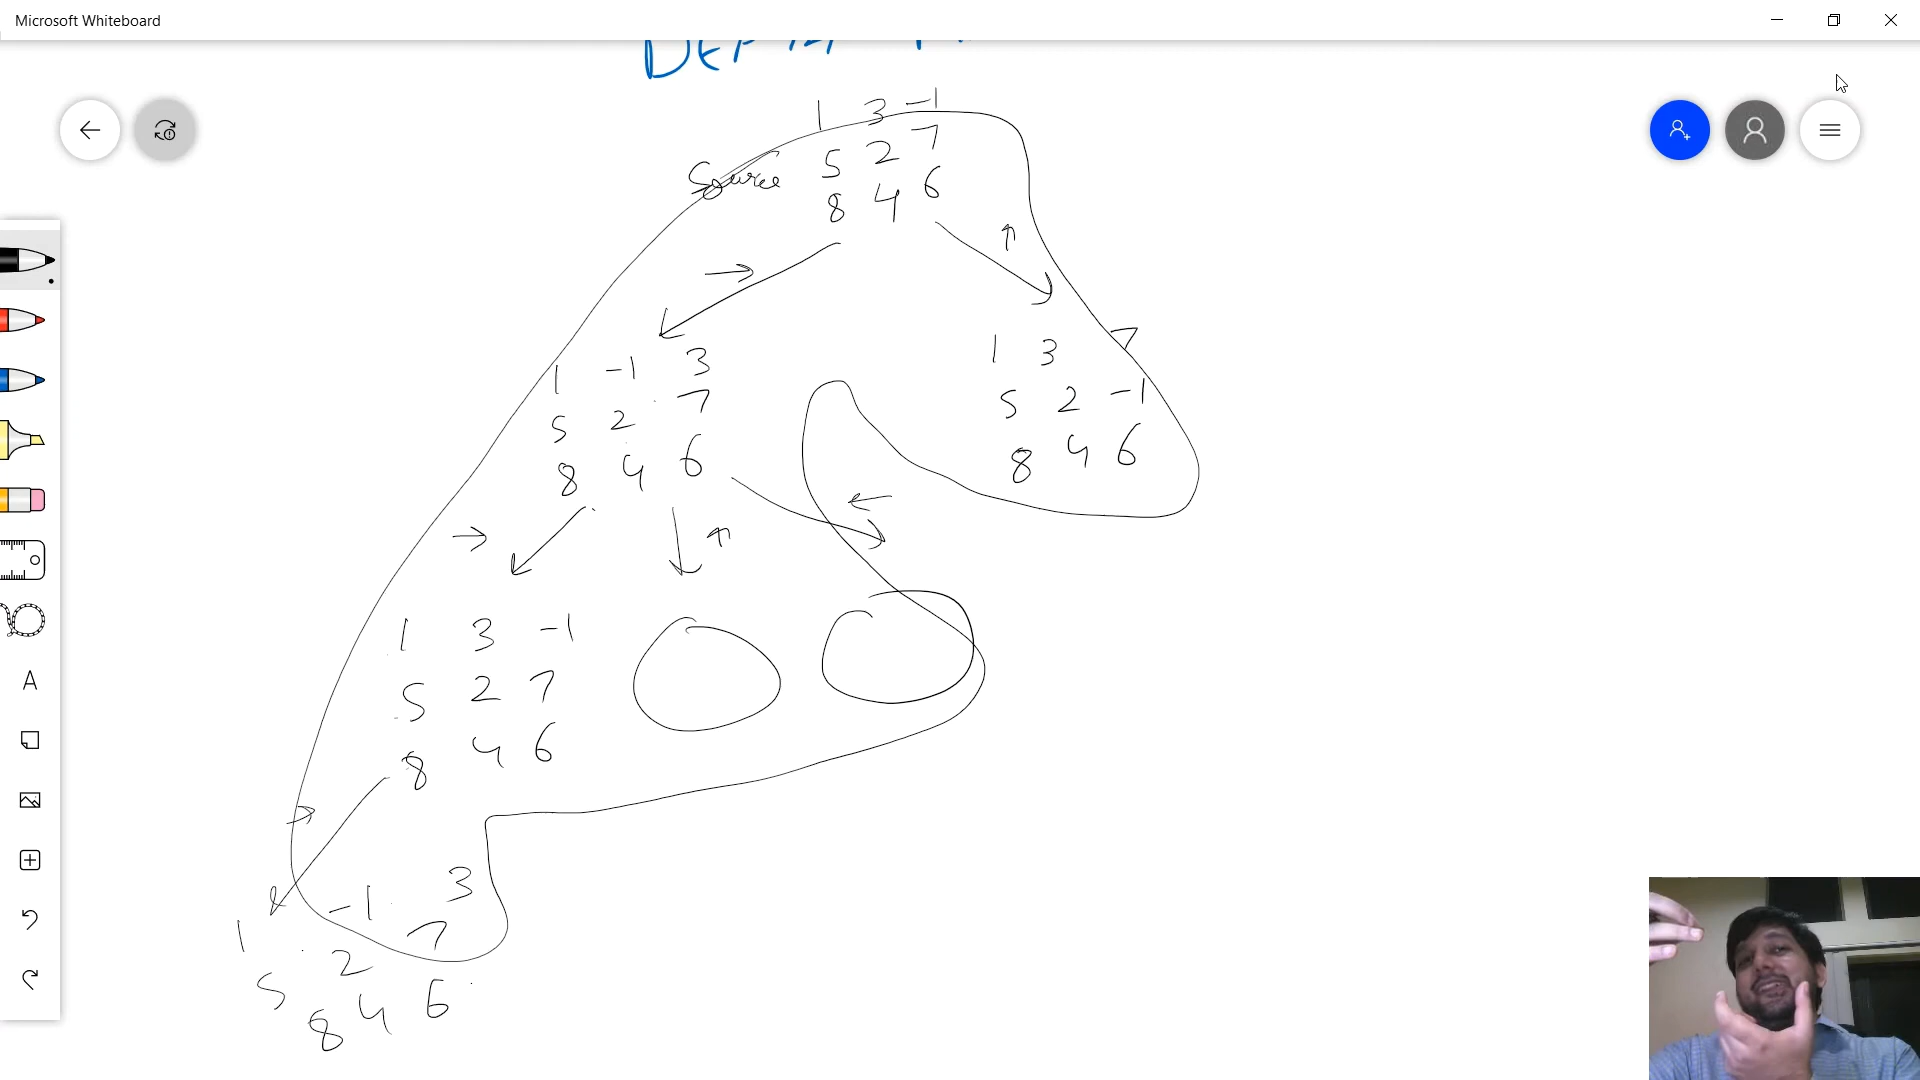 Microsoft Whiteboard
1 3 -1
Source 5 2 7
8 4 6
→ ↑
1 -1 3
5 2 7
8 4 6
1 3 7
5 2 -1
8 4 6
→ ↑ ←
1 3 -1
5 2 7
8 4 6
→
1 -1 3
5 2 7
8 4 6
A